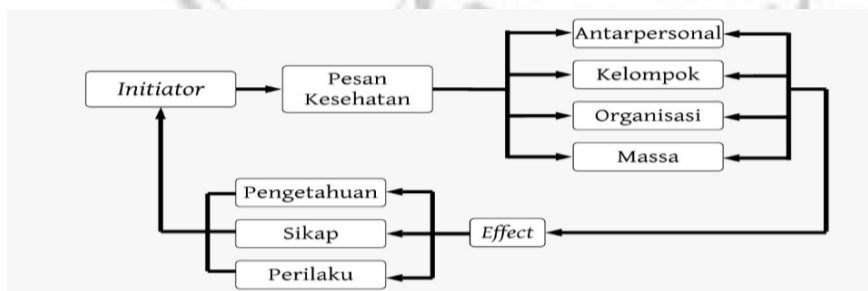 Initiator
Pesan
Kesehatan
Antarpersonal
Kelompok
Organisasi
Massa
Pengetahuan
Sikap
Perilaku
Effect